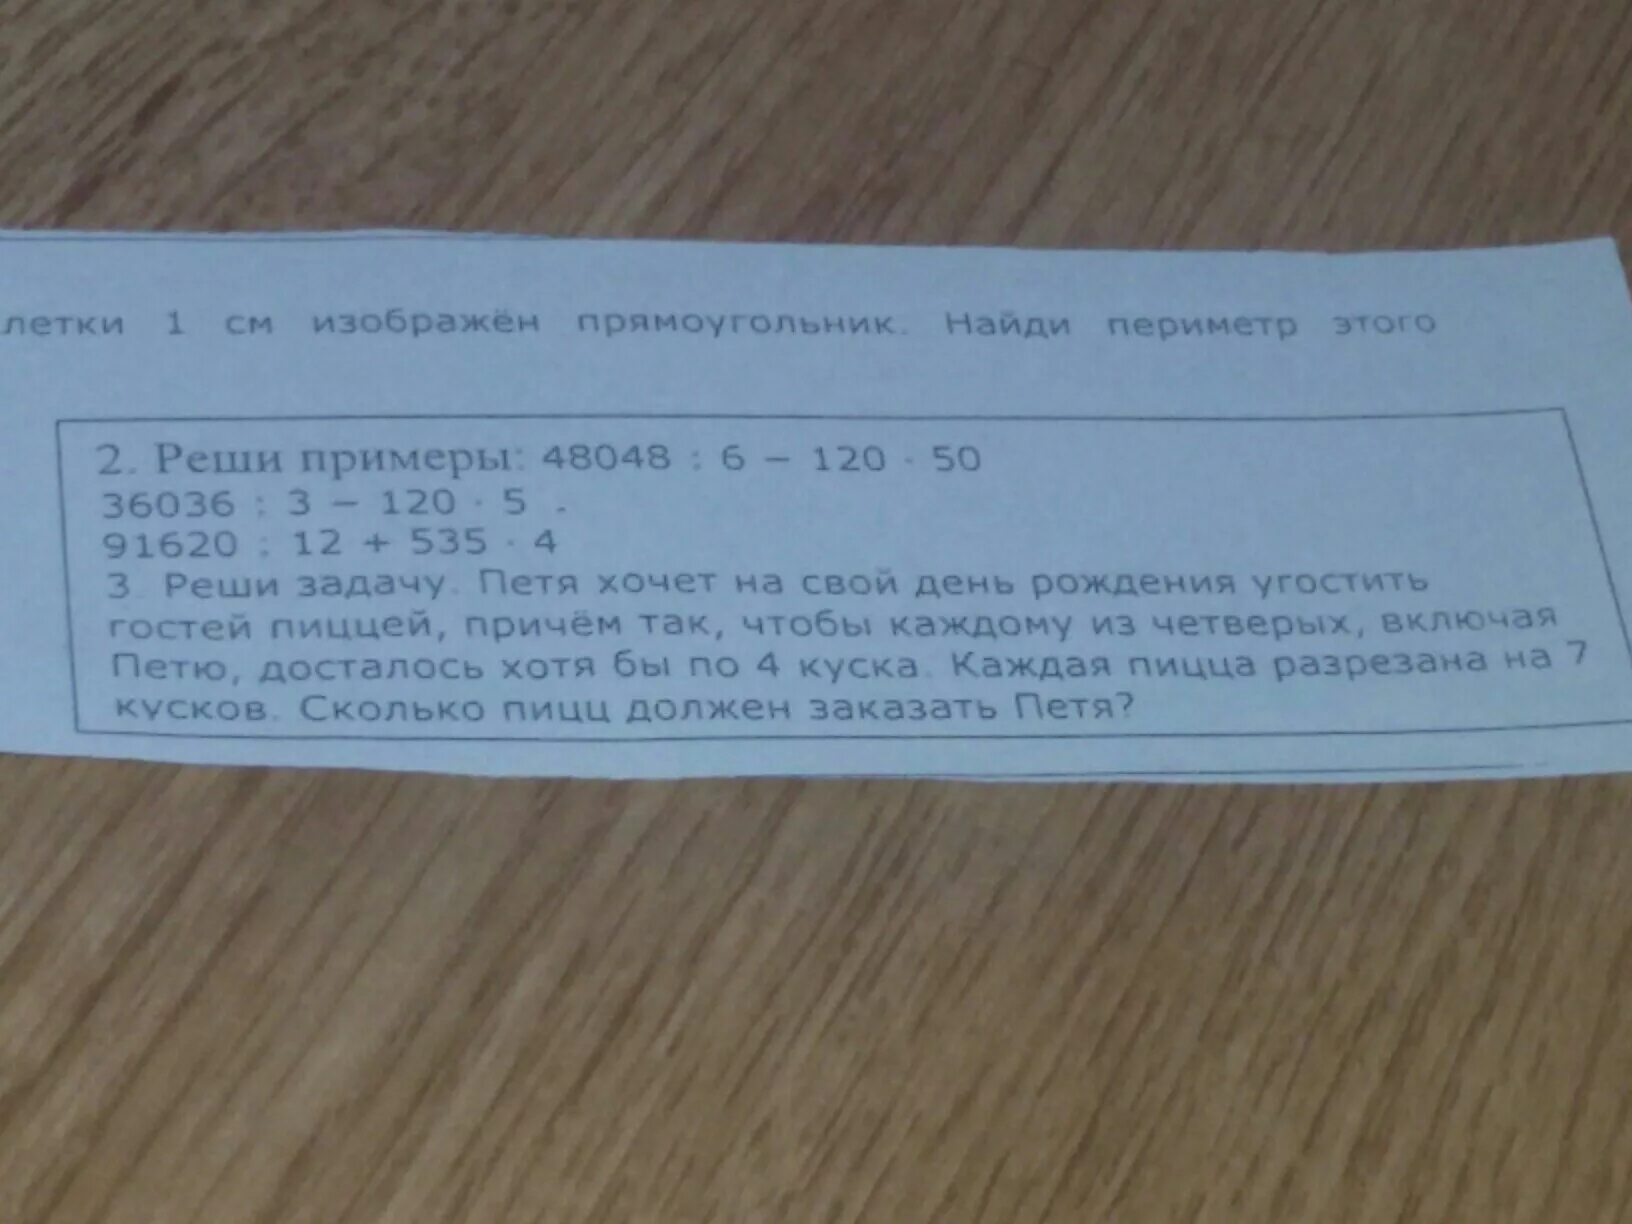 летки 1 см изображён прямоугольник. Найди периметр этого
2. Реши примеры: 48048 : 6 – 120 · 50
36036 : 3 – 120 · 5 .
91620 : 12 + 535 · 4
3. Реши задачу. Петя хочет на свой день рождения угостить
гостей пиццей, причём так, чтобы каждому из четверых, включая
Петю, досталось хотя бы по 4 куска. Каждая пицца разрезана на 7
кусков. Сколько пицц должен заказать Петя?